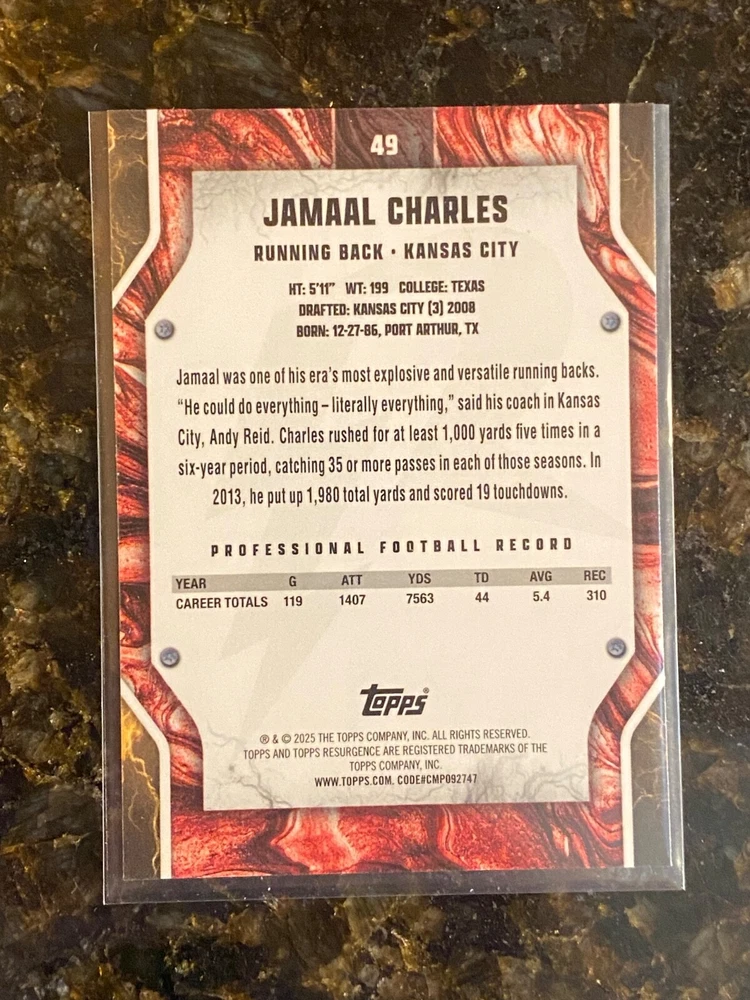 49
JAMAAL CHARLES
RUNNING BACK • KANSAS CITY
HT: 5'11" WT: 199 COLLEGE: TEXAS
DRAFTED: KANSAS CITY (3) 2008
BORN: 12-27-86, PORT ARTHUR, TX
Jamaal was one of his era's most explosive and versatile running backs.
"He could do everything – literally everything," said his coach in Kansas
City, Andy Reid. Charles rushed for at least 1,000 yards five times in a
six-year period, catching 35 or more passes in each of those seasons. In
2013, he put up 1,980 total yards and scored 19 touchdowns.
PROFESSIONAL FOOTBALL RECORD
YEAR G ATT YDS TD AVG REC
CAREER TOTALS 119 1407 7563 44 5.4 310
TOPPS®
® & © 2025 THE TOPPS COMPANY, INC. ALL RIGHTS RESERVED.
TOPPS AND TOPPS RESURGENCE ARE REGISTERED TRADEMARKS OF THE
TOPPS COMPANY, INC.
WWW.TOPPS.COM. CODE#CMP092747